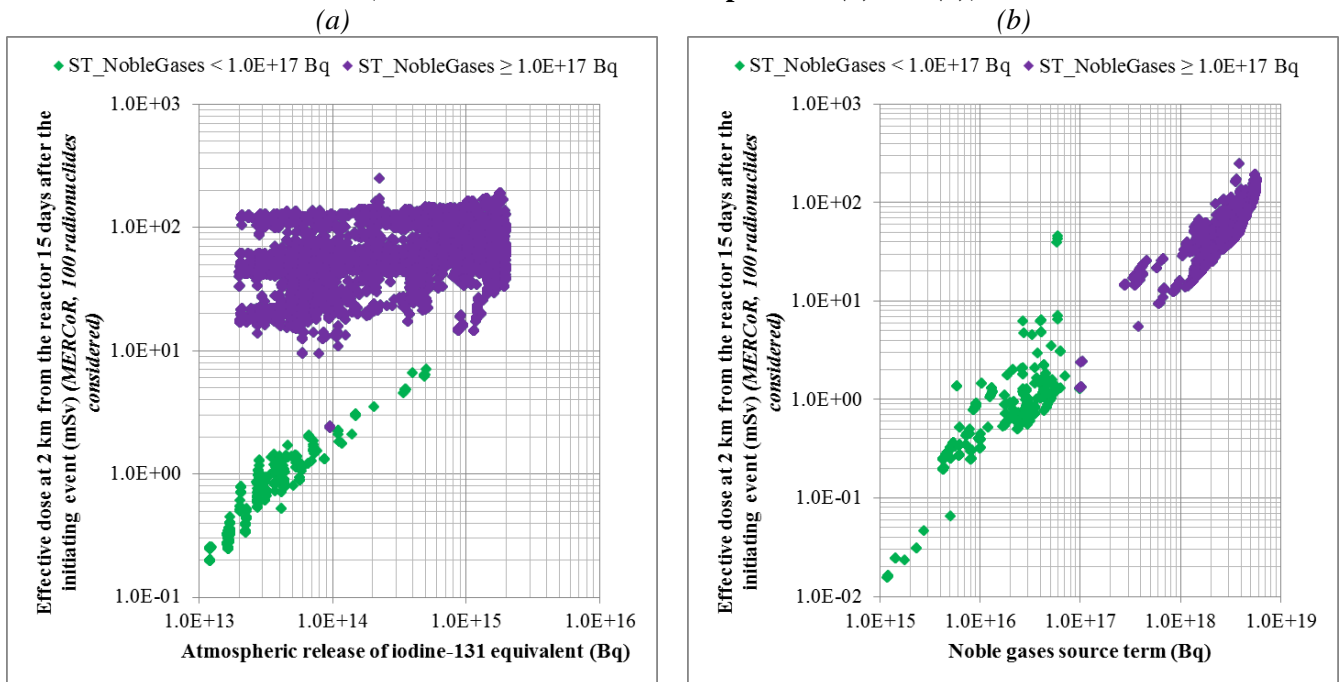 (a)
◆ ST_NobleGases < 1.0E+17 Bq ◆ ST_NobleGases ≥ 1.0E+17 Bq
Effective dose at 2 km from the reactor 15 days after the
initiating event (mSv) (MERCoR, 100 radionuclides
considered)
1.0E+03
1.0E+02
1.0E+01
1.0E+00
1.0E-01
1.0E+13 1.0E+14 1.0E+15 1.0E+16
Atmospheric release of iodine-131 equivalent (Bq)
(b)
◆ ST_NobleGases < 1.0E+17 Bq ◆ ST_NobleGases ≥ 1.0E+17 Bq
Effective dose at 2 km from the reactor 15 days after the
initiating event (mSv) (MERCoR, 100 radionuclides
considered)
1.0E+03
1.0E+02
1.0E+01
1.0E+00
1.0E-01
1.0E-02
1.0E+15 1.0E+16 1.0E+17 1.0E+18 1.0E+19
Noble gases source term (Bq)